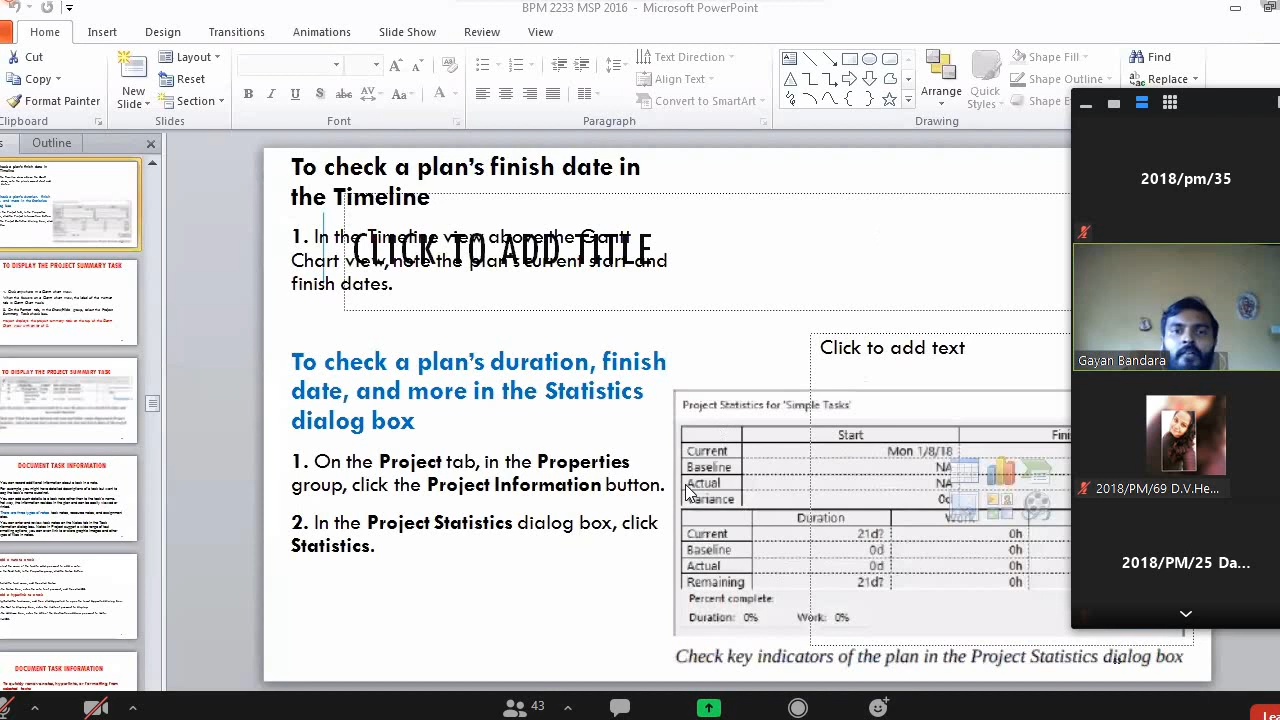 BPM 2233 MSP 2016 - Microsoft PowerPoint
Home Insert Design Transitions Animations Slide Show Review View
Cut
Copy
Format Painter
Clipboard
New Slide
Layout
Reset
Section
Slides
B I U S abc AV Aa A
Font
Text Direction
Align Text
Convert to SmartArt
Paragraph
Arrange
Quick Styles
Shape Fill
Shape Outline
Drawing
Find
Replace
Outline
To check a plan's finish date in
the Timeline
1. In the Timeline view above the Gantt
Chart view, note the plan's current start and
finish dates.
CLICK TO ADD TITLE
To check a plan's duration, finish
date, and more in the Statistics
dialog box
1. On the Project tab, in the Properties
group, click the Project Information button.
2. In the Project Statistics dialog box, click
Statistics.
Click to add text
Project Statistics for 'Simple Tasks'
Start
Current Mon 1/8/18
Baseline NA
Actual NA
Variance
Duration Work
Current 21d? 0h
Baseline 0d 0h
Actual 0d 0h
Remaining 21d? 0h
Percent complete:
Duration: 0% Work: 0%
Check key indicators of the plan in the Project Statistics dialog box
TO DISPLAY THE PROJECT SUMMARY TASK
TO DISPLAY THE PROJECT SUMMARY TASK
DOCUMENT TASK INFORMATION
DOCUMENT TASK INFORMATION
2018/pm/35
Gayan Bandara
2018/PM/69 D.V.He...
2018/PM/25 Da...
43